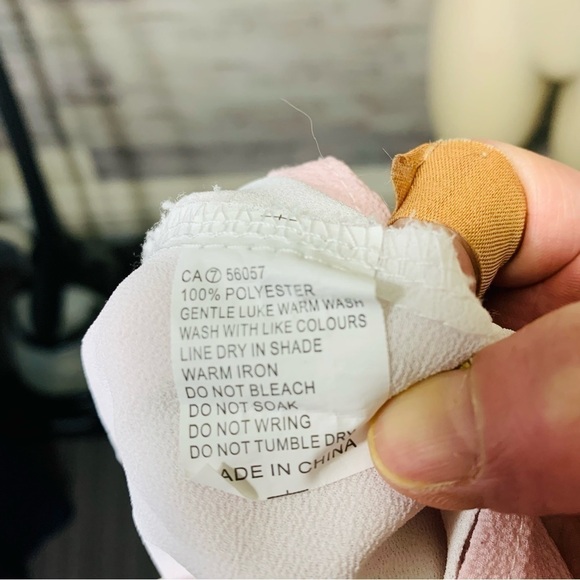 CA⑦ 56057
100% POLYESTER
GENTLE LUKE WARM WASH
WASH WITH LIKE COLOURS
LINE DRY IN SHADE
WARM IRON
DO NOT BLEACH
DO NOT SOAK
DO NOT WRING
DO NOT TUMBLE DRY
ADE IN CHINA